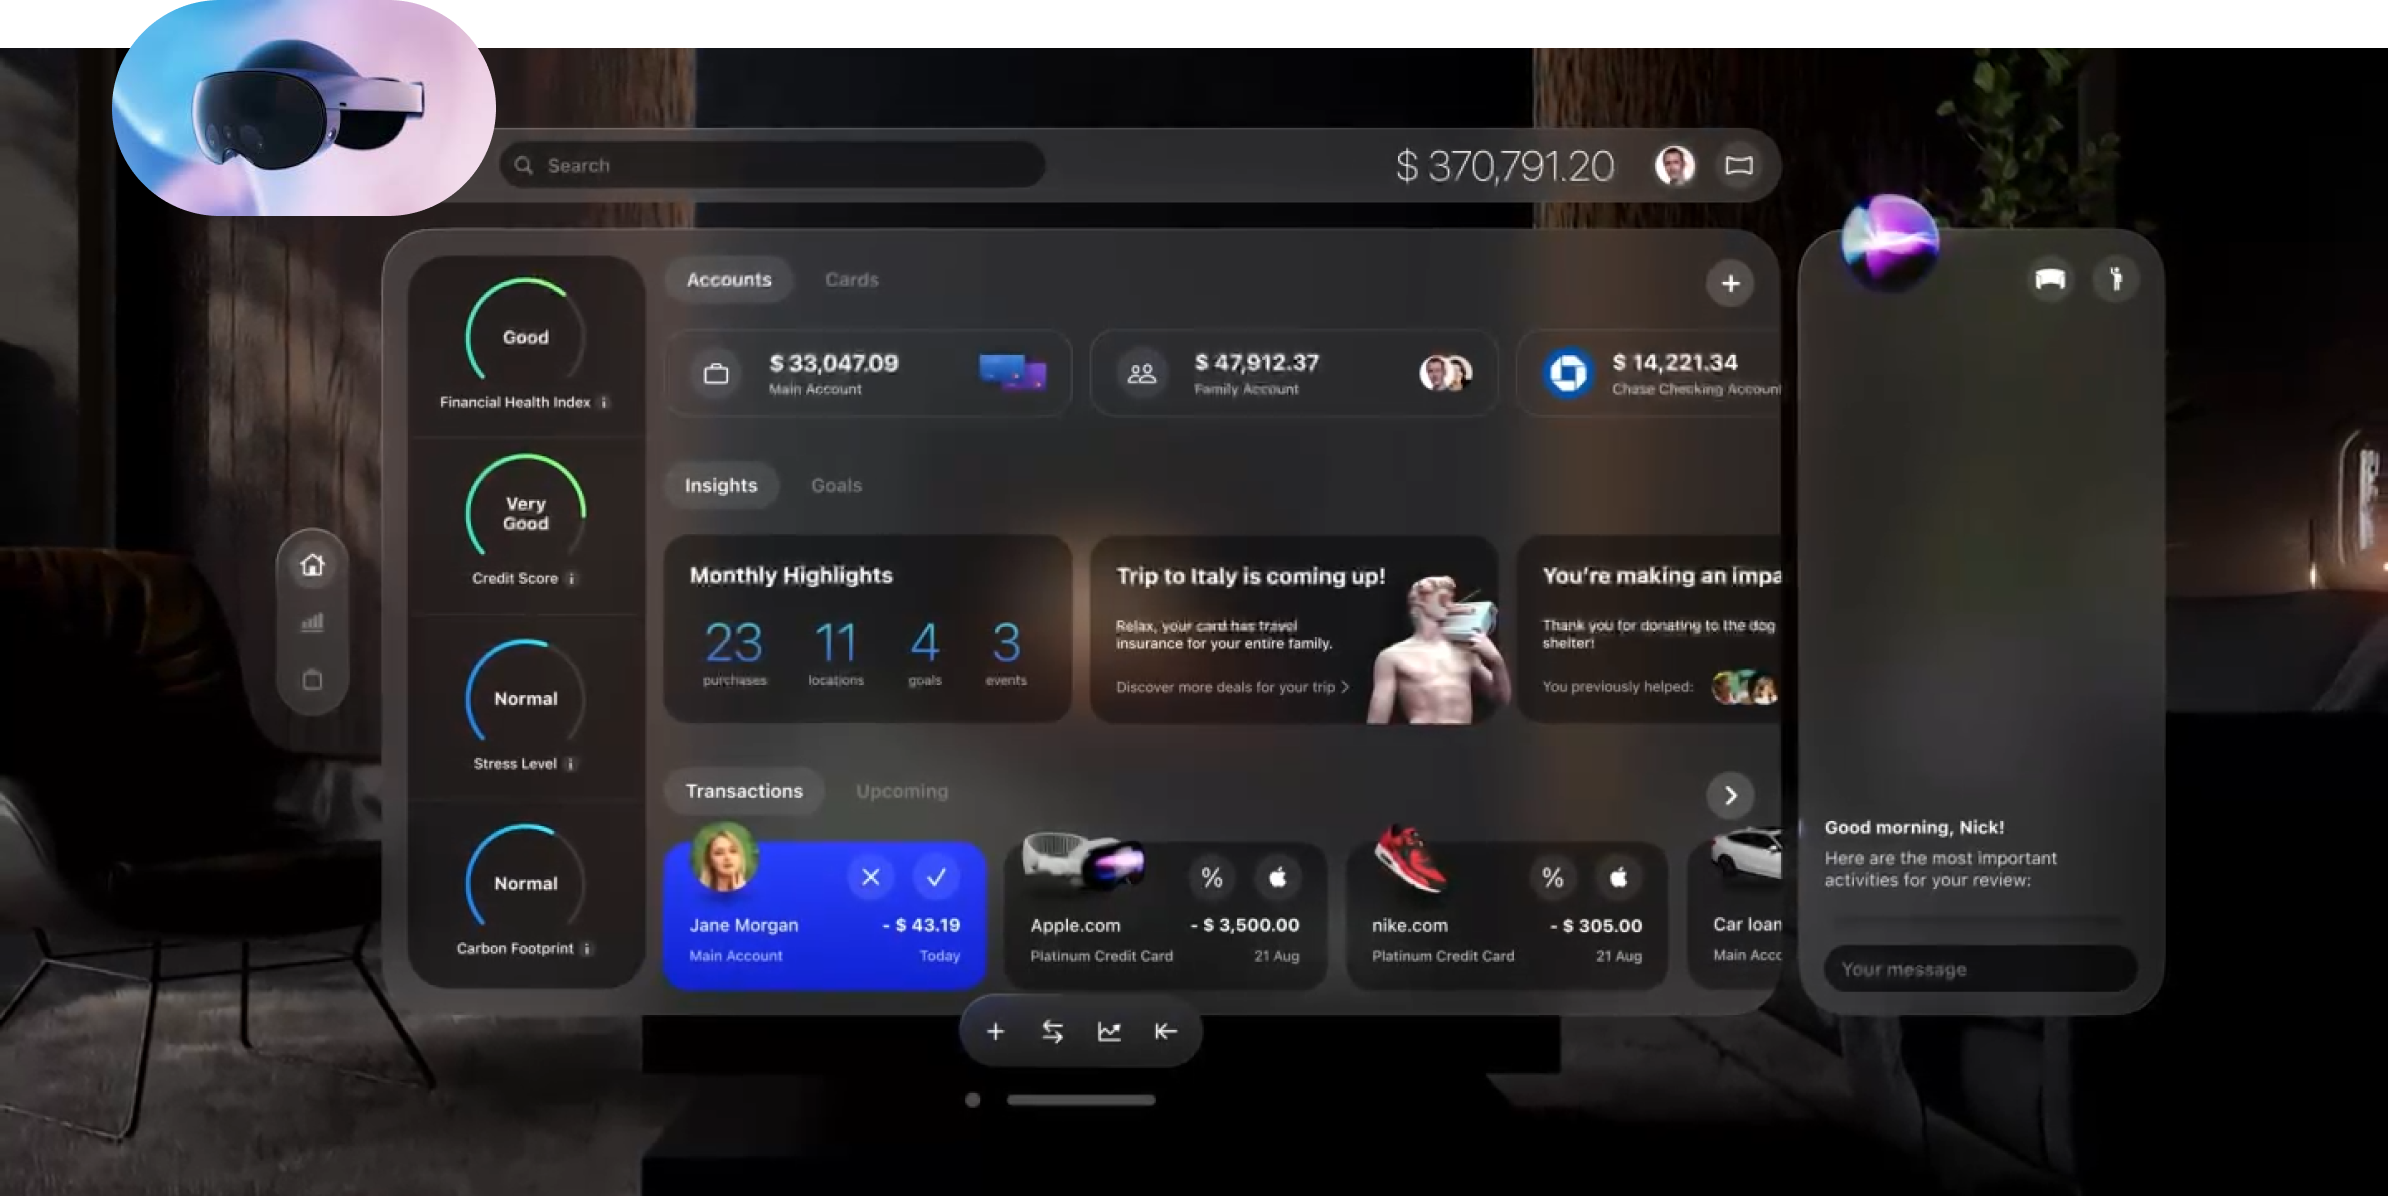 Search
$ 370,791.20
Good
Financial Health Index i
Very
Good
Credit Score i
Normal
Stress Level i
Normal
Carbon Footprint i
Accounts Cards
$ 33,047.09
Main Account
$ 47,912.37
Family Account
$ 14,221.34
Chase Checking Account
Insights Goals
Monthly Highlights
23 11 4 3
purchases locations goals events
Trip to Italy is coming up!
Relax, your card has travel
insurance for your entire family.
Discover more deals for your trip
You're making an impa
Thank you for donating to the dog
shelter!
You previously helped:
Transactions Upcoming
Jane Morgan - $ 43.19
Main Account Today
%
Apple.com - $ 3,500.00
Platinum Credit Card 21 Aug
%
nike.com - $ 305.00
Platinum Credit Card 21 Aug
Car loan
Main Acc
Good morning, Nick!
Here are the most important
activities for your review:
Your message